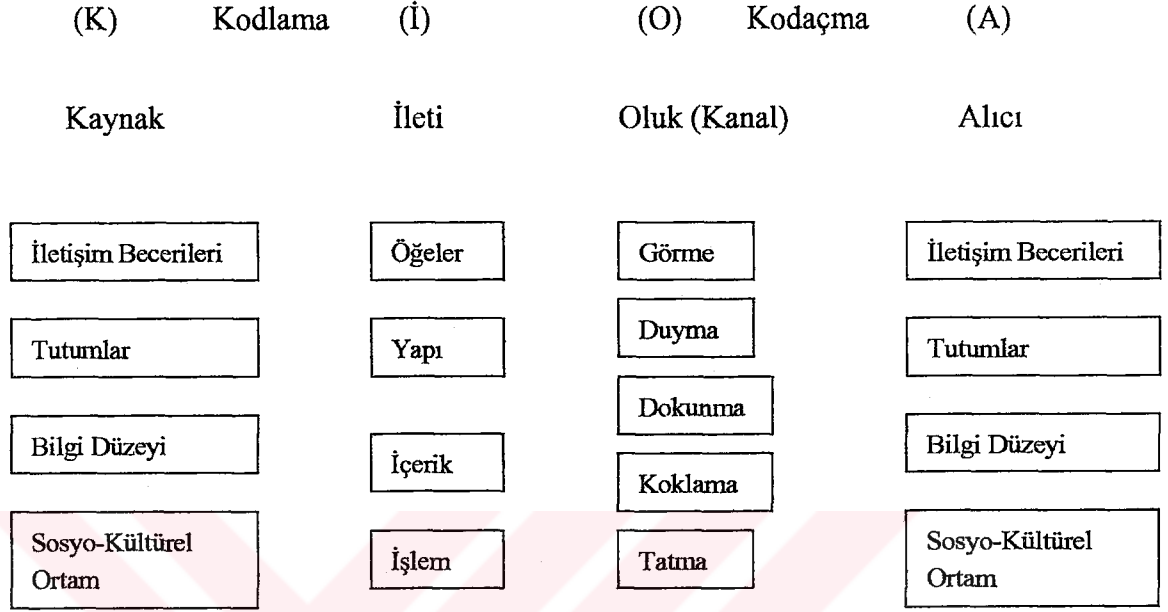 (K) Kodlama (İ) (O) Kodaçma (A)
Kaynak İleti Oluk (Kanal) Alıcı
İletişim Becerileri Öğeler Görme İletişim Becerileri
Tutumlar Yapı Duyma Tutumlar
Dokunma
Bilgi Düzeyi İçerik Bilgi Düzeyi
Koklama
Sosyo-Kültürel
Ortam
İşlem
Tatma
Sosyo-Kültürel
Ortam